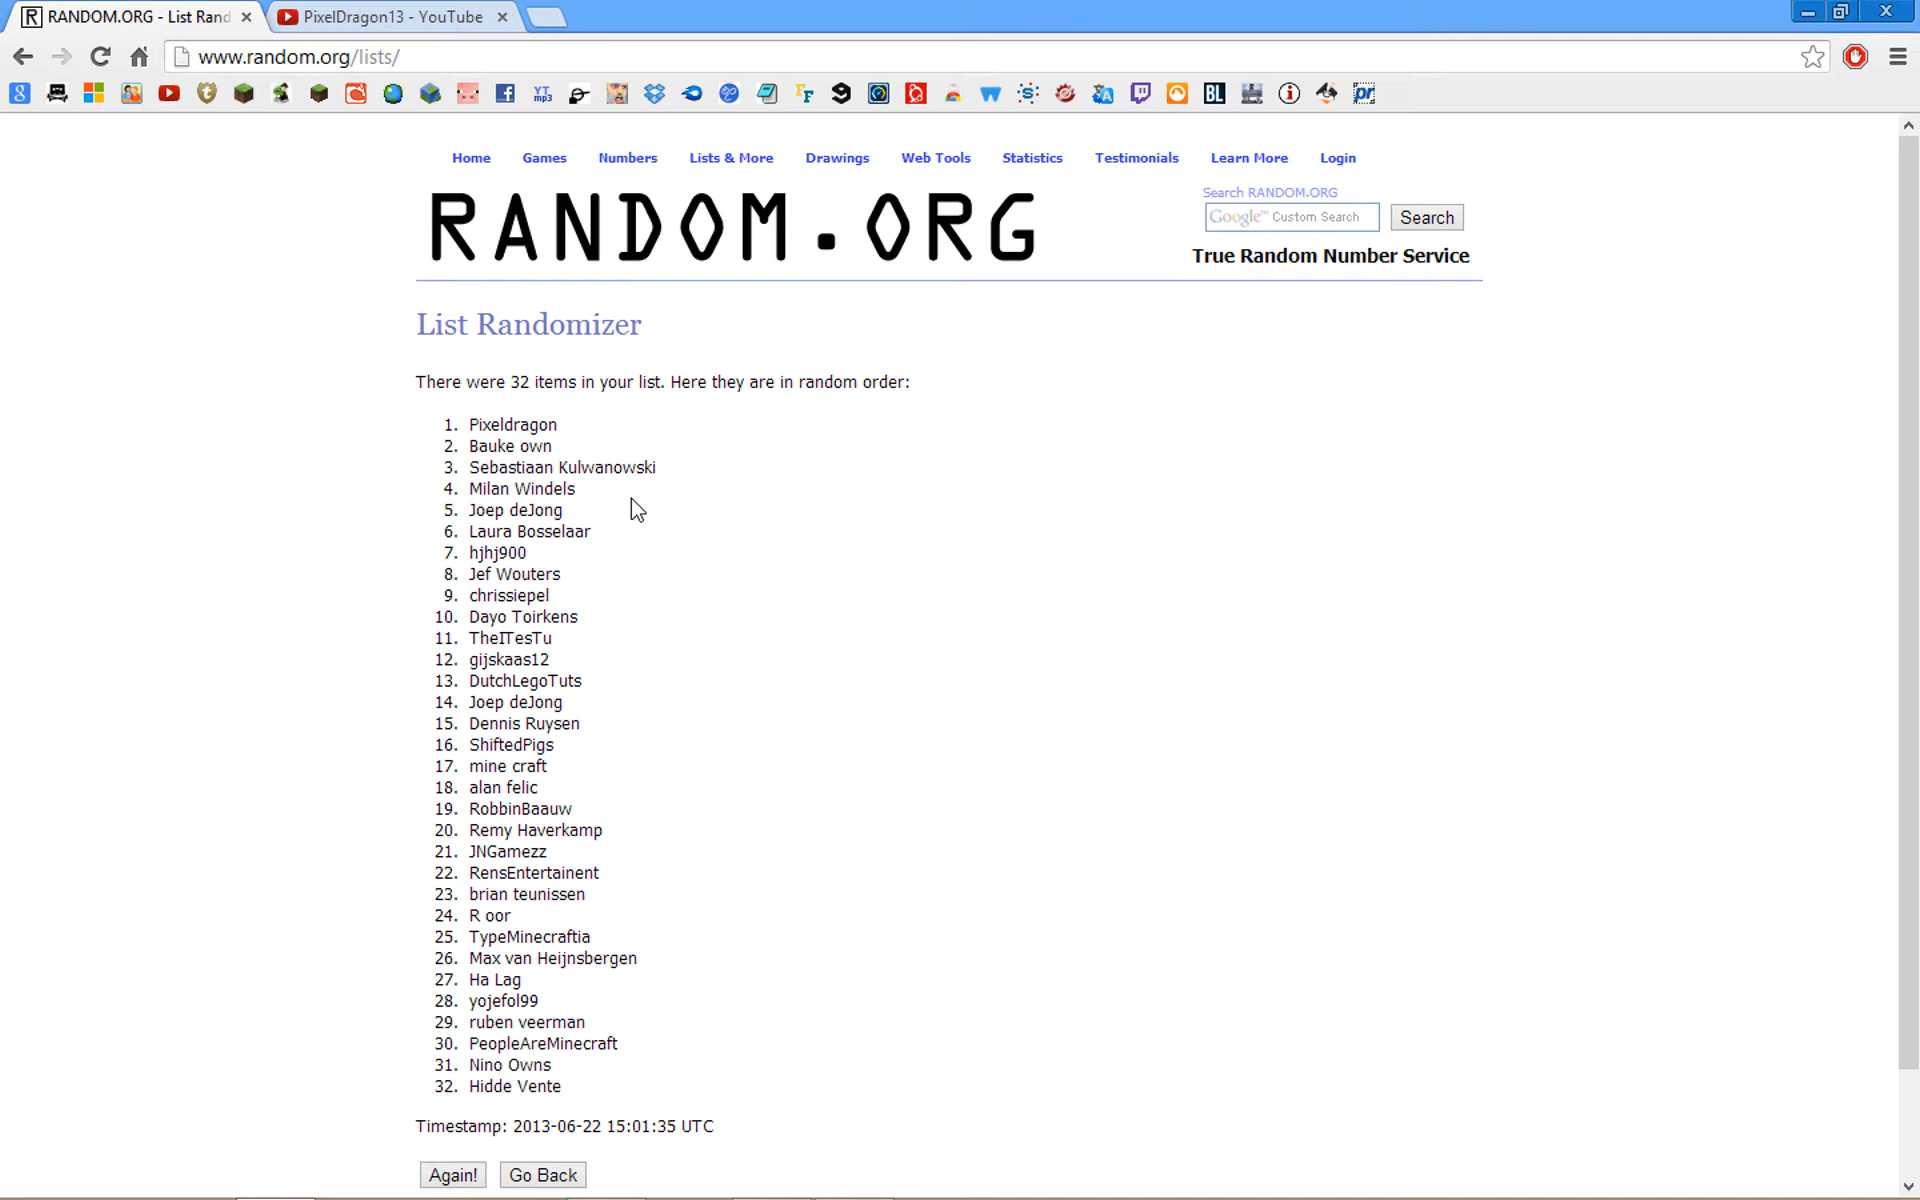 RANDOM.ORG - List Rand
PixelDragon13 - YouTube
www.random.org/lists/
Home Games Numbers Lists & More Drawings Web Tools Statistics Testimonials Learn More Login
RANDOM.ORG
Search RANDOM.ORG
Google™ Custom Search
Search
True Random Number Service
List Randomizer
There were 32 items in your list. Here they are in random order:
1. Pixeldragon
2. Bauke own
3. Sebastiaan Kulwanowski
4. Milan Windels
5. Joep deJong
6. Laura Bosselaar
7. hjhj900
8. Jef Wouters
9. chrissiepel
10. Dayo Toirkens
11. TheITesTu
12. gijskaas12
13. DutchLegoTuts
14. Joep deJong
15. Dennis Ruysen
16. ShiftedPigs
17. mine craft
18. alan felic
19. RobbinBaauw
20. Remy Haverkamp
21. JNGamezz
22. RensEntertainent
23. brian teunissen
24. R oor
25. TypeMinecraftia
26. Max van Heijnsbergen
27. Ha Lag
28. yojefol99
29. ruben veerman
30. PeopleAreMinecraft
31. Nino Owns
32. Hidde Vente
Timestamp: 2013-06-22 15:01:35 UTC
Again! Go Back